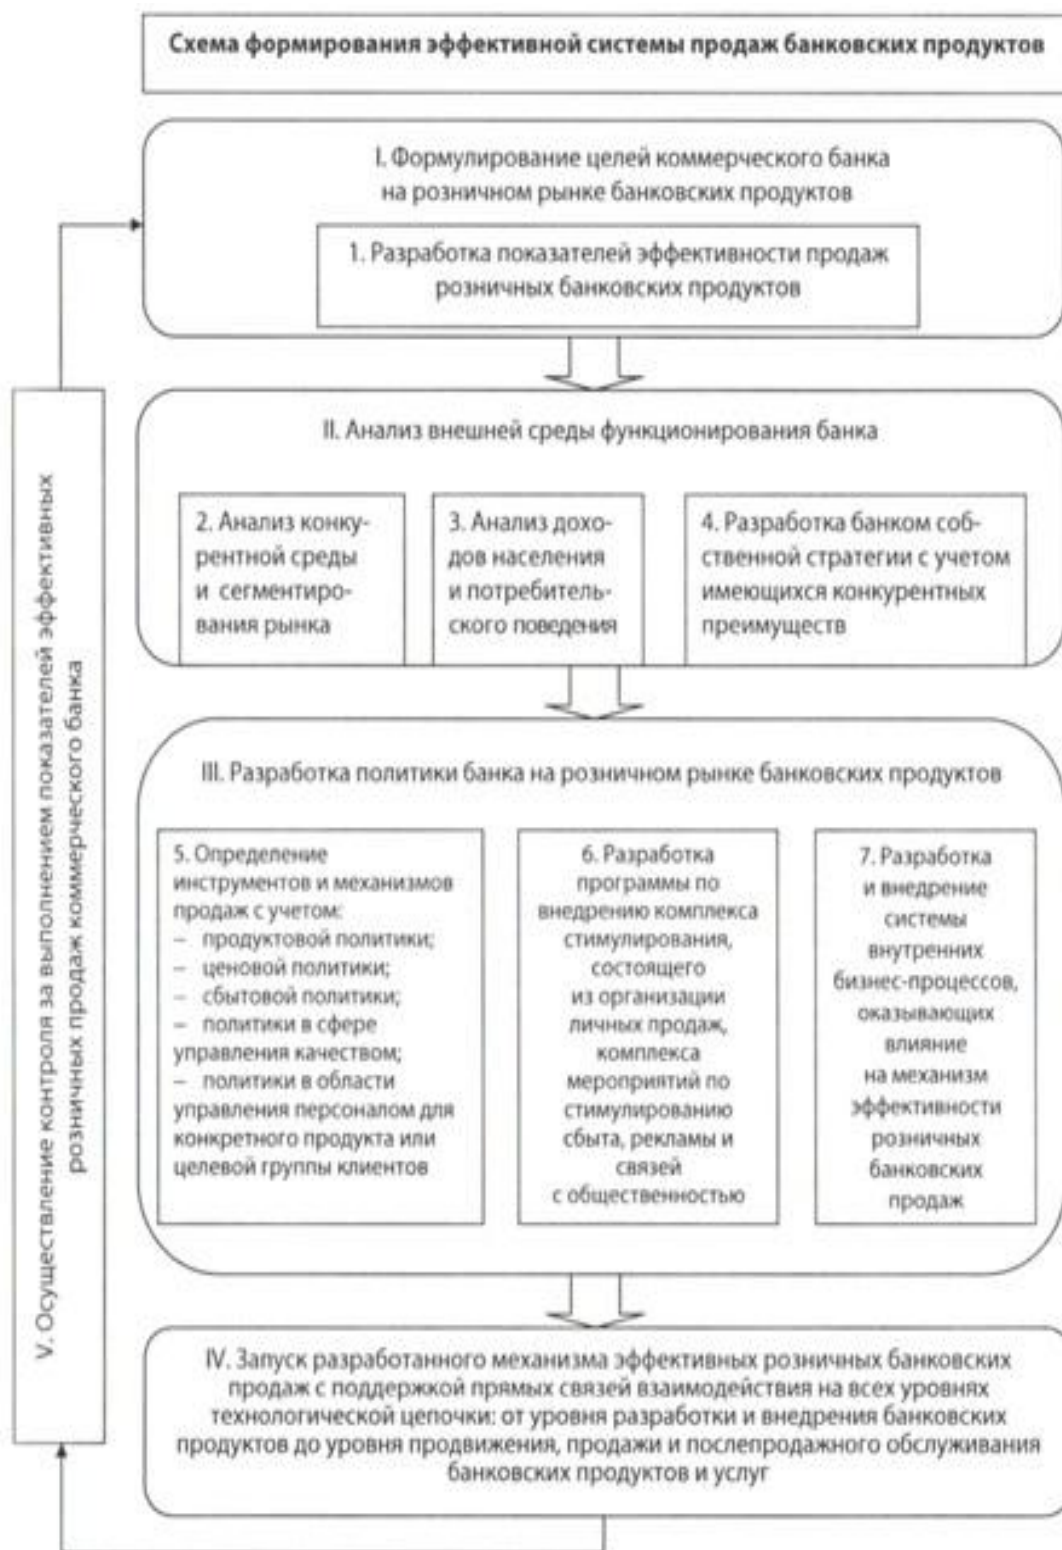 Схема формирования эффективной системы продаж банковских продуктов
I. Формулирование целей коммерческого банка
на розничном рынке банковских продуктов
1. Разработка показателей эффективности продаж
розничных банковских продуктов
II. Анализ внешней среды функционирования банка
2. Анализ конку-
рентной среды
и сегментиро-
вания рынка
3. Анализ дохо-
дов населения
и потребитель-
ского поведения
4. Разработка банком соб-
ственной стратегии с учетом
имеющихся конкурентных
преимуществ
III. Разработка политики банка на розничном рынке банковских продуктов
5. Определение
инструментов и механизмов
продаж с учетом:
– продуктовой политики;
– ценовой политики;
– сбытовой политики;
– политики в сфере
управления качеством;
– политики в области
управления персоналом для
конкретного продукта или
целевой группы клиентов
6. Разработка
программы по
внедрению комплекса
стимулирования,
состоящего
из организации
личных продаж,
комплекса
мероприятий по
стимулированию
сбыта, рекламы и
связей
с общественностью
7. Разработка
и внедрение
системы
внутренних
бизнес-процессов,
оказывающих
влияние
на механизм
эффективности
розничных
банковских
продаж
IV. Запуск разработанного механизма эффективных розничных банковских
продаж с поддержкой прямых связей взаимодействия на всех уровнях
технологической цепочки: от уровня разработки и внедрения банковских
продуктов до уровня продвижения, продажи и послепродажного обслуживания
банковских продуктов и услуг
V. Осуществление контроля за выполнением показателей эффективных
розничных продаж коммерческого банка